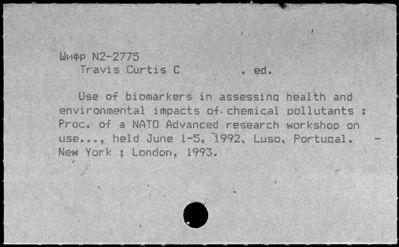 Шифр N2-2775
Travis Curtis C , ed.
Use of biomarkers in assessing health and
environmental impacts of chemical pollutants :
Proc. of a NATO Advanced research workshop on
use..., held June 1-5, 1992, Luso, Portugal. -
New York ; London, 1993.